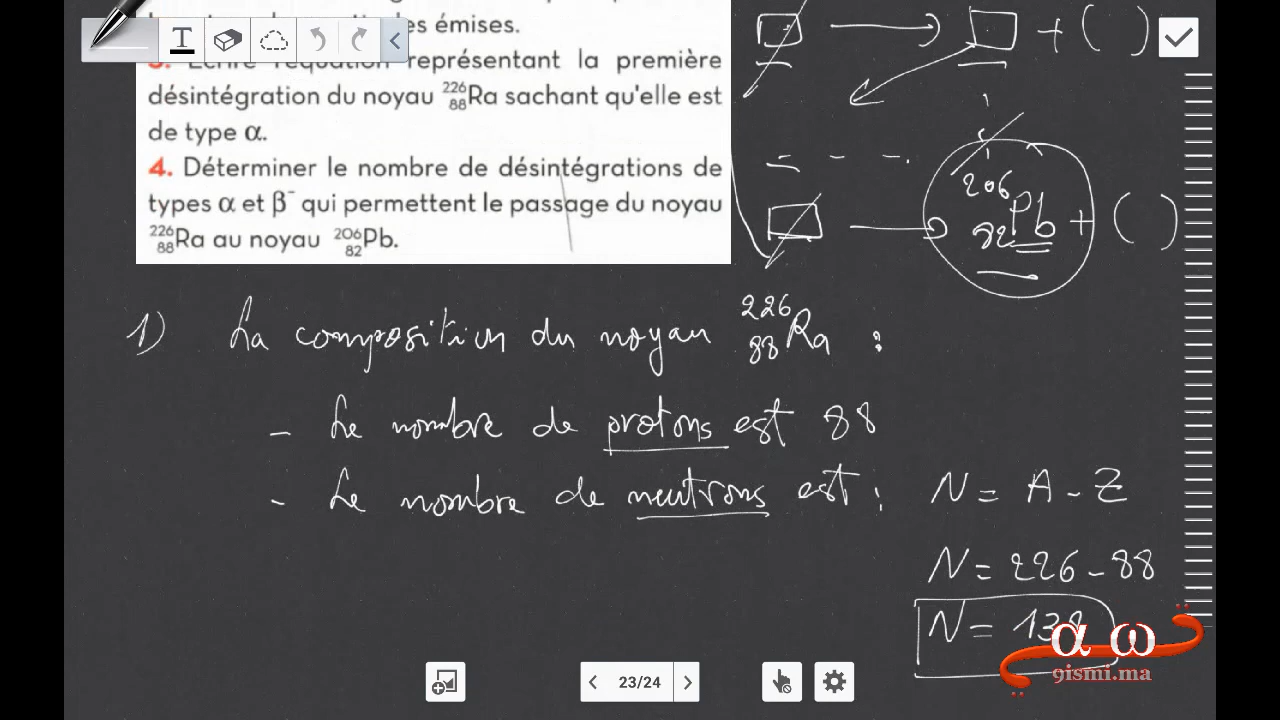 es émises.
3. Ecrire l'équation représentant la première
désintégration du noyau ²²⁶₈₈Ra sachant qu'elle est
de type α.
4. Déterminer le nombre de désintégrations de
types α et β⁻ qui permettent le passage du noyau
²²⁶₈₈Ra au noyau ²⁰⁶₈₂Pb.
+ ( )
²⁰⁶₈₂Pb + ( )
1) La composition du noyau ²²⁶₈₈Ra :
- Le nombre de protons est 88
- Le nombre de neutrons est : N = A - Z
N = 226 - 88
N = 138
α ω
9ismi.ma
T
23/24